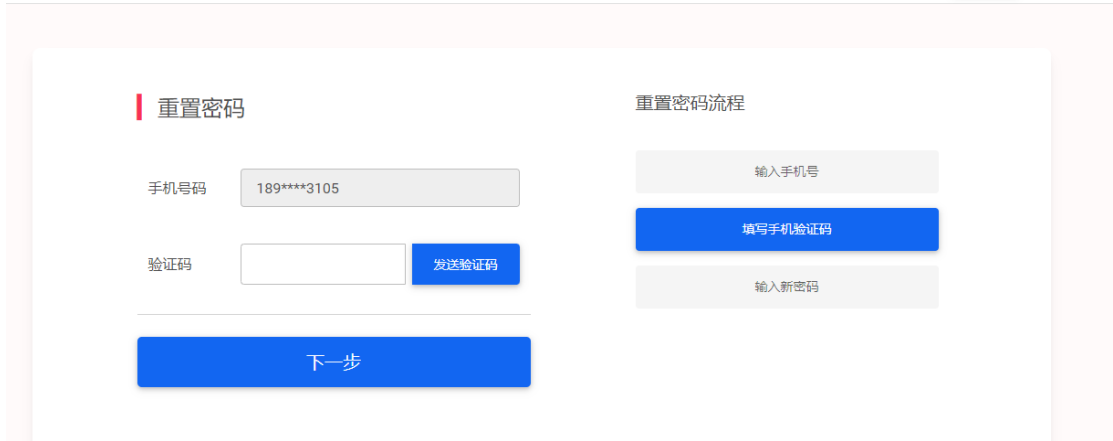 重置密码
手机号码
189****3105
验证码
发送验证码
下一步
重置密码流程
输入手机号
填写手机验证码
输入新密码